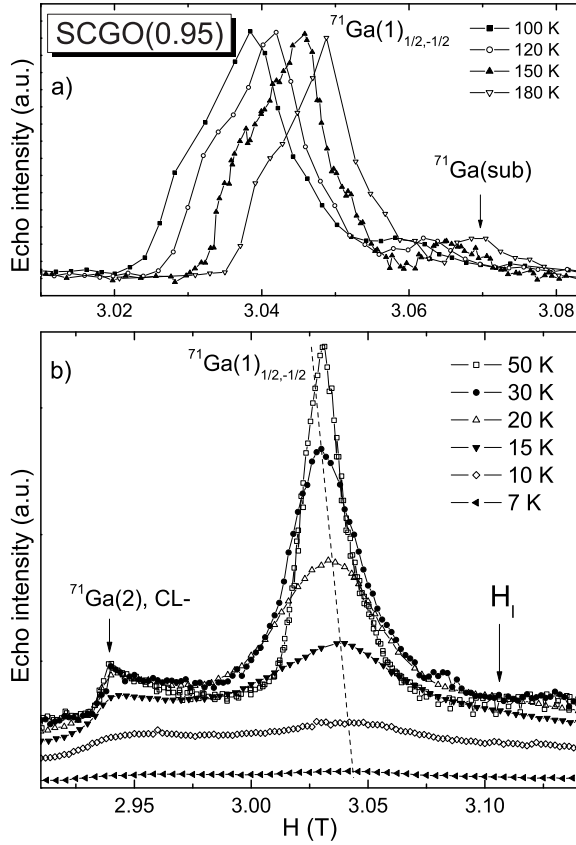 SCGO(0.95)
71Ga(1)1/2,-1/2
100 K
120 K
150 K
180 K
a)
71Ga(sub)
Echo intensity (a.u.)
3.02 3.04 3.06 3.08
b)
71Ga(1)1/2,-1/2
50 K
30 K
20 K
15 K
10 K
7 K
71Ga(2), CL-
Hl
Echo intensity (a.u.)
2.95 3.00 3.05 3.10
H (T)